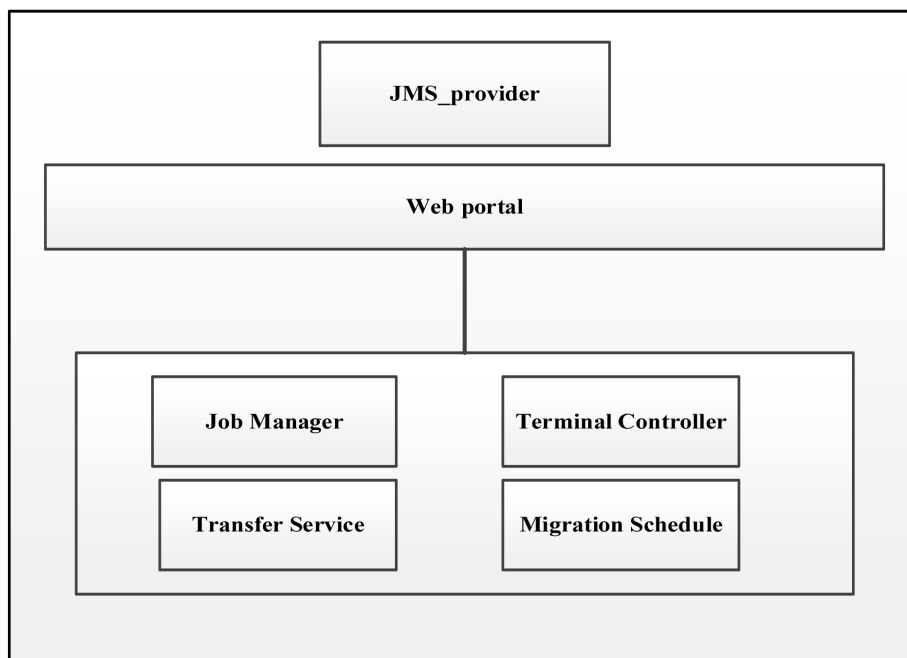 JMS_provider
Web portal
Job Manager
Terminal Controller
Transfer Service
Migration Schedule